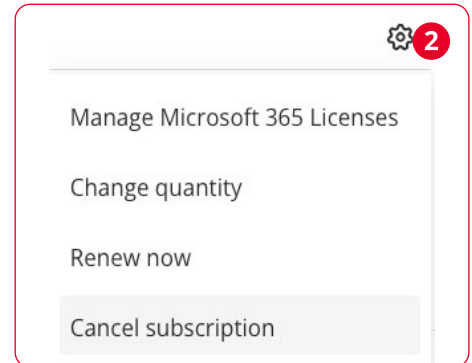 2
Manage Microsoft 365 Licenses
Change quantity
Renew now
Cancel subscription